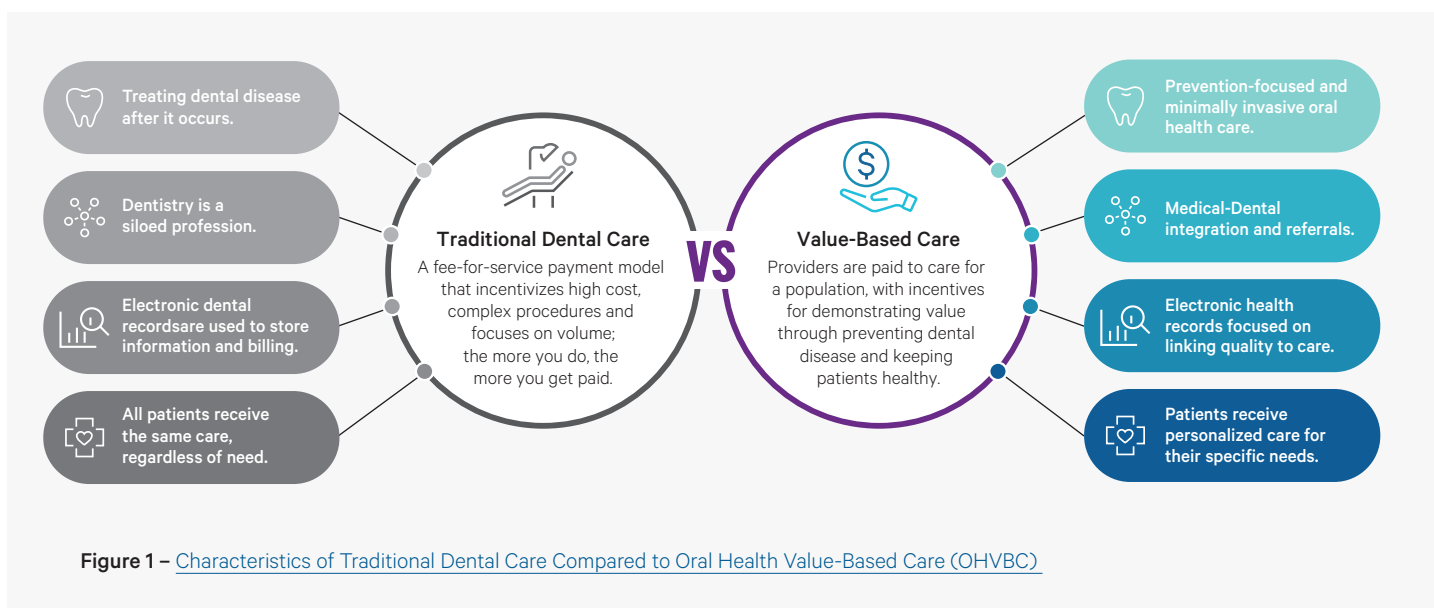 Treating dental disease
after it occurs.
Dentistry is a
siloed profession.
Electronic dental
recordsare used to store
information and billing.
All patients receive
the same care,
regardless of need.
Traditional Dental Care
A fee-for-service payment model
that incentivizes high cost,
complex procedures and
focuses on volume;
the more you do, the
more you get paid.
VS
$
Value-Based Care
Providers are paid to care for
a population, with incentives
for demonstrating value
through preventing dental
disease and keeping
patients healthy.
Prevention-focused and
minimally invasive oral
health care.
Medical-Dental
integration and referrals.
Electronic health
records focused on
linking quality to care.
Patients receive
personalized care for
their specific needs.
Figure 1 – Characteristics of Traditional Dental Care Compared to Oral Health Value-Based Care (OHVBC)